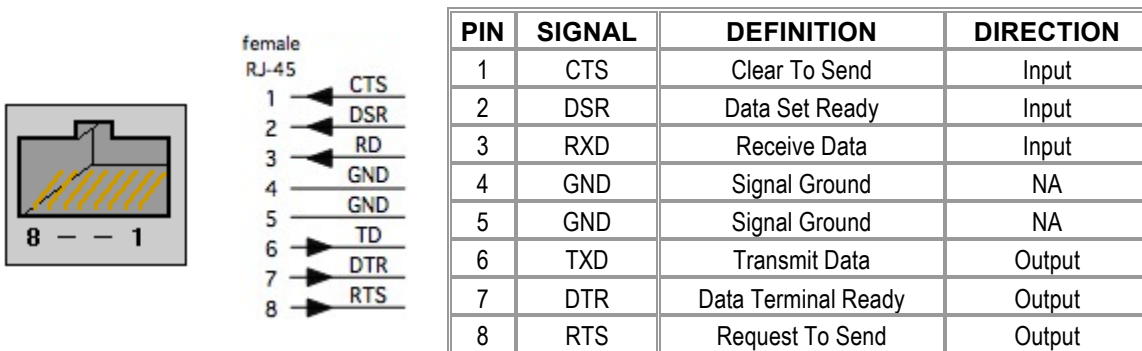 8 – – 1
female
RJ-45
1 CTS
2 DSR
3 RD
4 GND
5 GND
6 TD
7 DTR
8 RTS
PIN SIGNAL DEFINITION DIRECTION
1 CTS Clear To Send Input
2 DSR Data Set Ready Input
3 RXD Receive Data Input
4 GND Signal Ground NA
5 GND Signal Ground NA
6 TXD Transmit Data Output
7 DTR Data Terminal Ready Output
8 RTS Request To Send Output